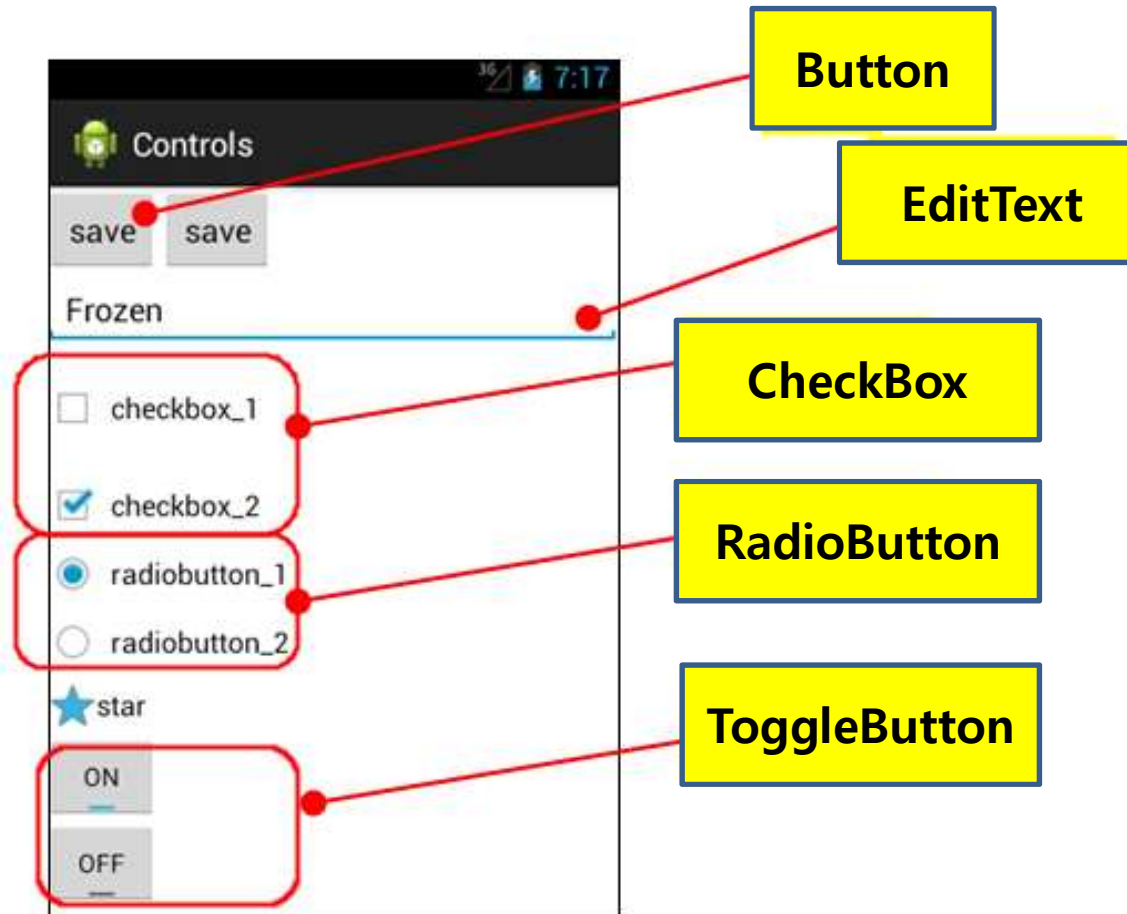 3G 7:17
Controls
save save
Frozen
checkbox_1
checkbox_2
radiobutton_1
radiobutton_2
star
ON
OFF
Button
EditText
CheckBox
RadioButton
ToggleButton